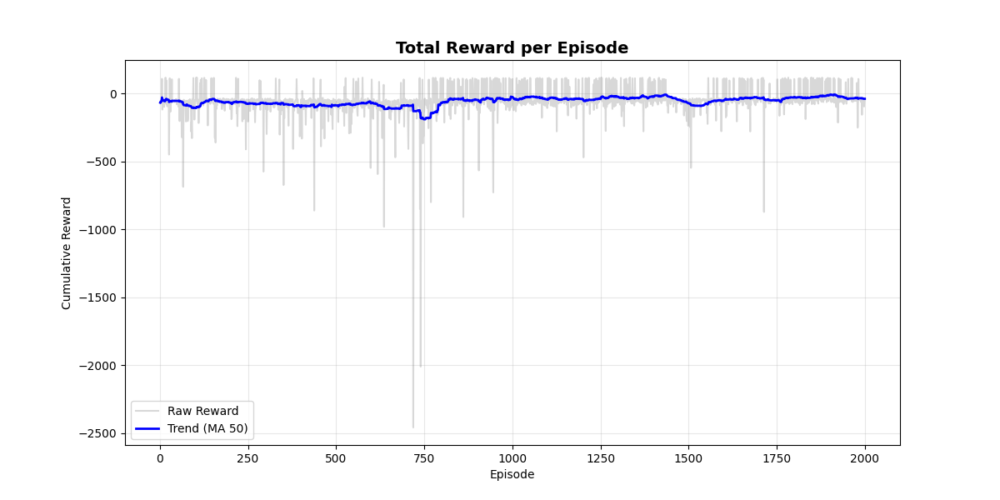 Total Reward per Episode
Cumulative Reward
0
−500
−1000
−1500
−2000
−2500
Raw Reward
Trend (MA 50)
0 250 500 750 1000 1250 1500 1750 2000
Episode